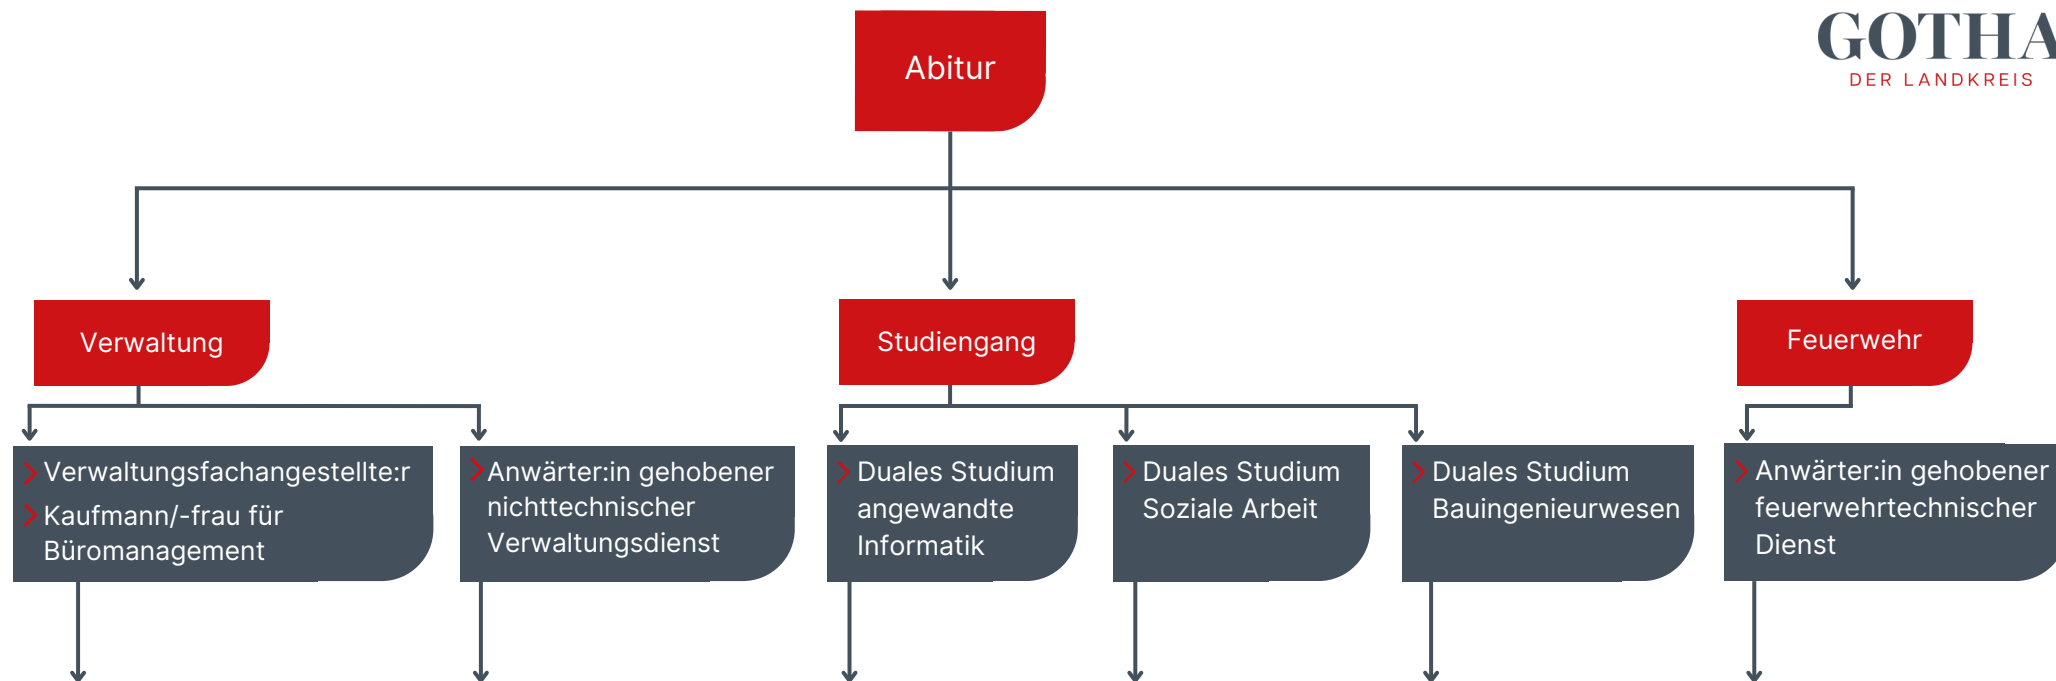 Abitur
GOTHA
DER LANDKREIS
Verwaltung
Studiengang
Feuerwehr
Verwaltungsfachangestellte:r
Kaufmann/-frau für
Büromanagement
Anwärter:in gehobener
nichttechnischer
Verwaltungsdienst
Duales Studium
angewandte
Informatik
Duales Studium
Soziale Arbeit
Duales Studium
Bauingenieurwesen
Anwärter:in gehobener
feuerwehrtechnischer
Dienst